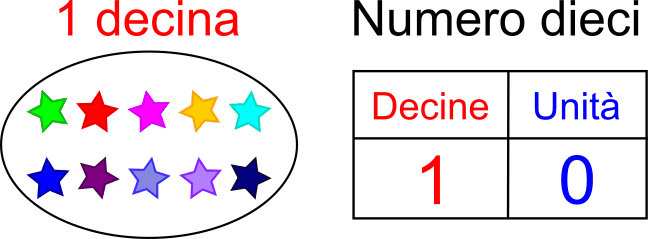 1 decina
Numero dieci
Decine Unità
1 0